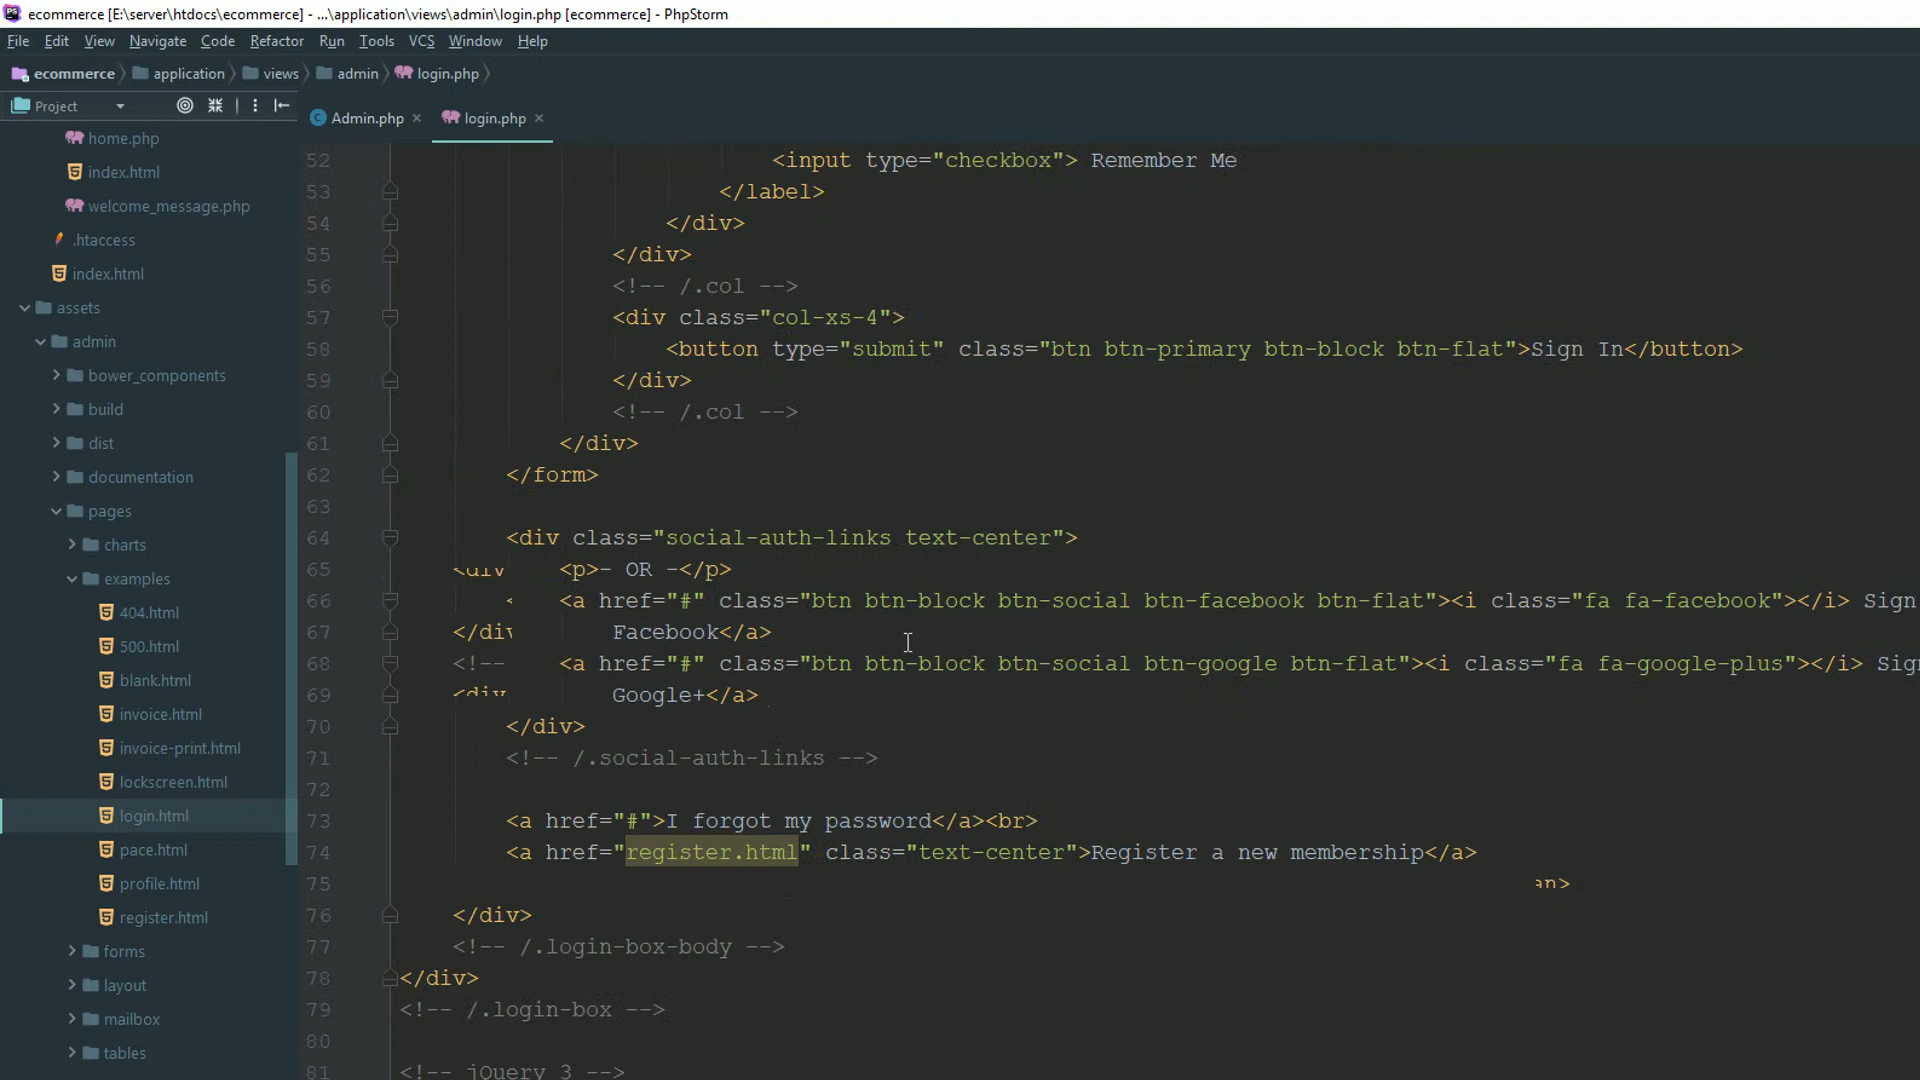 ecommerce [E:\server\htdocs\ecommerce] - ...\application\views\admin\login.php [ecommerce] - PhpStorm
File Edit View Navigate Code Refactor Run Tools VCS Window Help
ecommerce application views admin login.php
Project
Admin.php login.php
home.php
index.html
welcome_message.php
.htaccess
index.html
assets
admin
bower_components
build
dist
documentation
pages
charts
examples
404.html
500.html
blank.html
invoice.html
invoice-print.html
lockscreen.html
login.html
pace.html
profile.html
register.html
forms
layout
mailbox
tables
52 <input type="checkbox"> Remember Me
53 </label>
54 </div>
55 </div>
56 <!-- /.col -->
57 <div class="col-xs-4">
58 <button type="submit" class="btn btn-primary btn-block btn-flat">Sign In</button>
59 </div>
60 <!-- /.col -->
61 </div>
62 </form>
63
64 <div class="social-auth-links text-center">
65 <div <p>- OR -</p>
66 < <a href="#" class="btn btn-block btn-social btn-facebook btn-flat"><i class="fa fa-facebook"></i> Sign
67 </div Facebook</a>
68 <!-- <a href="#" class="btn btn-block btn-social btn-google btn-flat"><i class="fa fa-google-plus"></i> Sign
69 <div Google+</a>
70 </div>
71 <!-- /.social-auth-links -->
72
73 <a href="#">I forgot my password</a><br>
74 <a href="register.html" class="text-center">Register a new membership</a>
75 an>
76 </div>
77 <!-- /.login-box-body -->
78 </div>
79 <!-- /.login-box -->
80
81 <!-- jQuery 3 -->